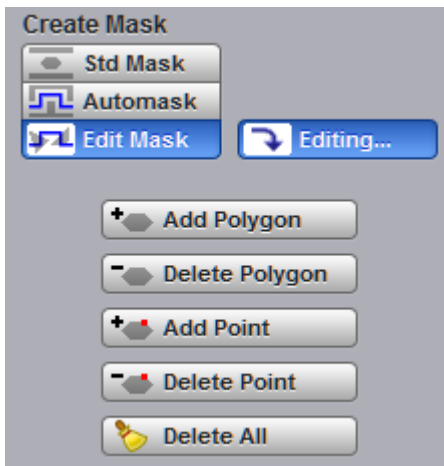 Create Mask
Std Mask
Automask
Edit Mask
Editing...
Add Polygon
Delete Polygon
Add Point
Delete Point
Delete All